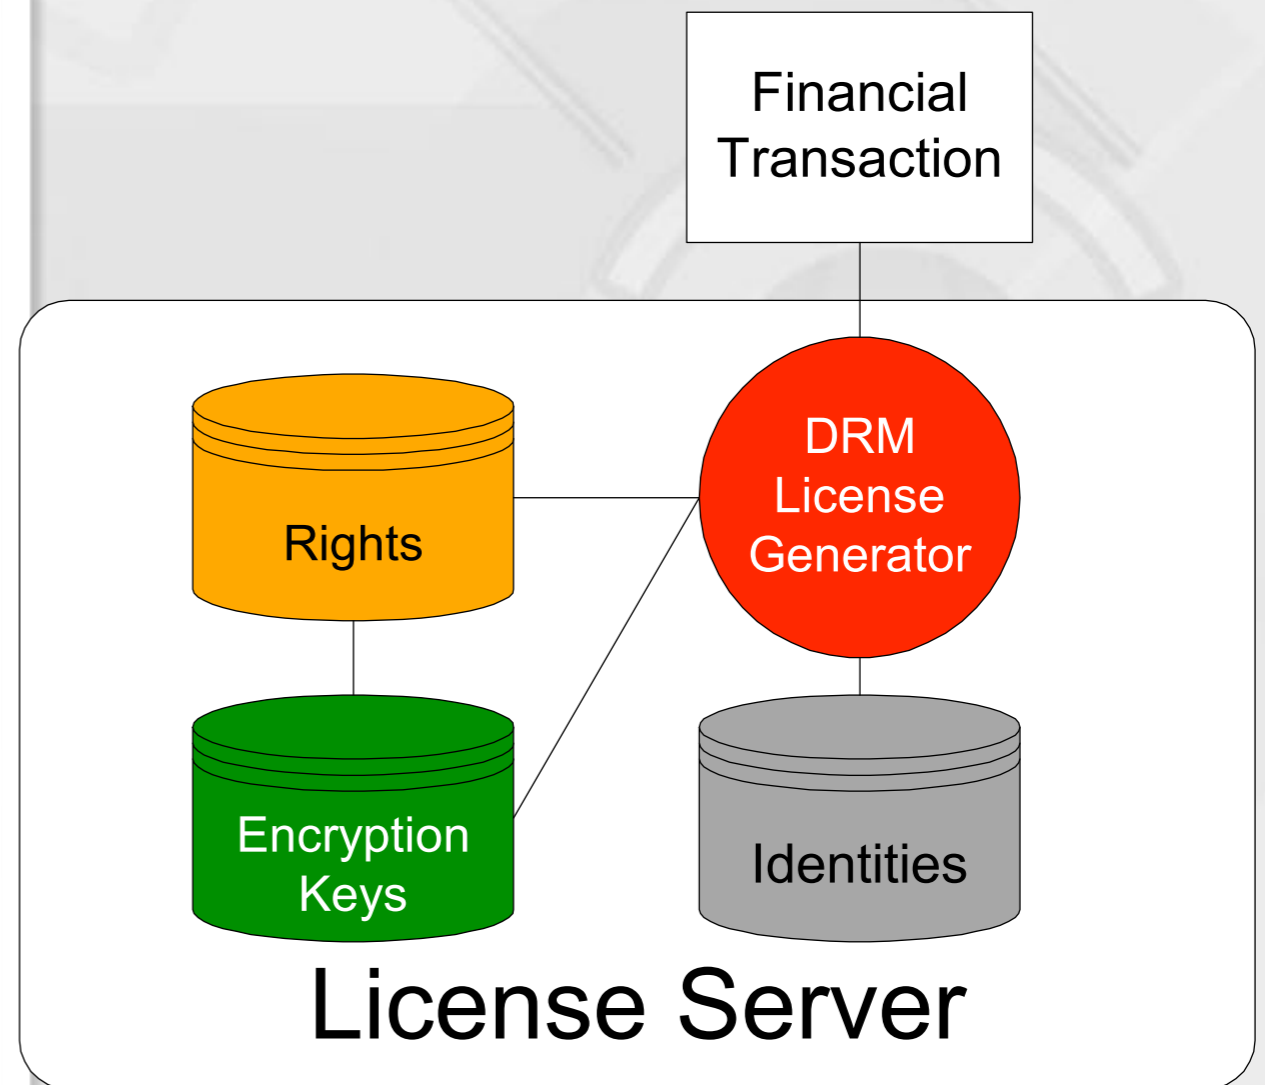 Financial
Transaction
DRM
License
Generator
Rights
Encryption
Keys
Identities
License Server